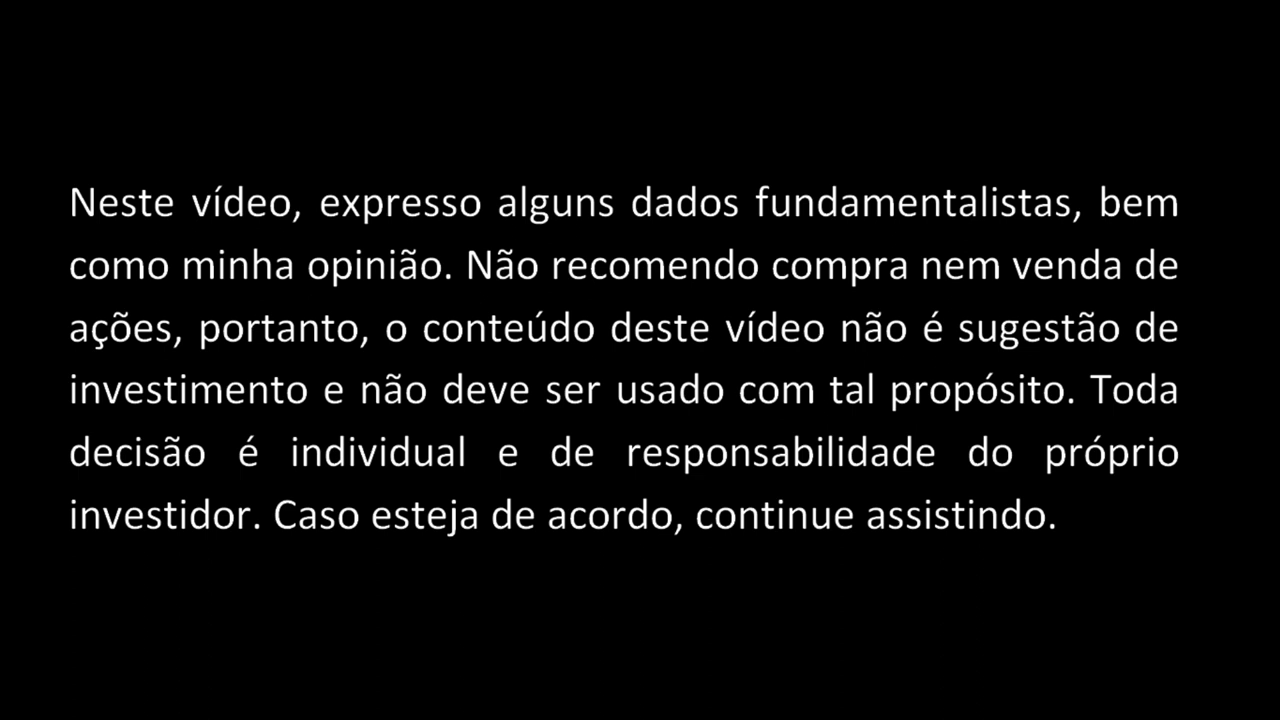 Neste vídeo, expresso alguns dados fundamentalistas, bem
como minha opinião. Não recomendo compra nem venda de
ações, portanto, o conteúdo deste vídeo não é sugestão de
investimento e não deve ser usado com tal propósito. Toda
decisão é individual e de responsabilidade do próprio
investidor. Caso esteja de acordo, continue assistindo.